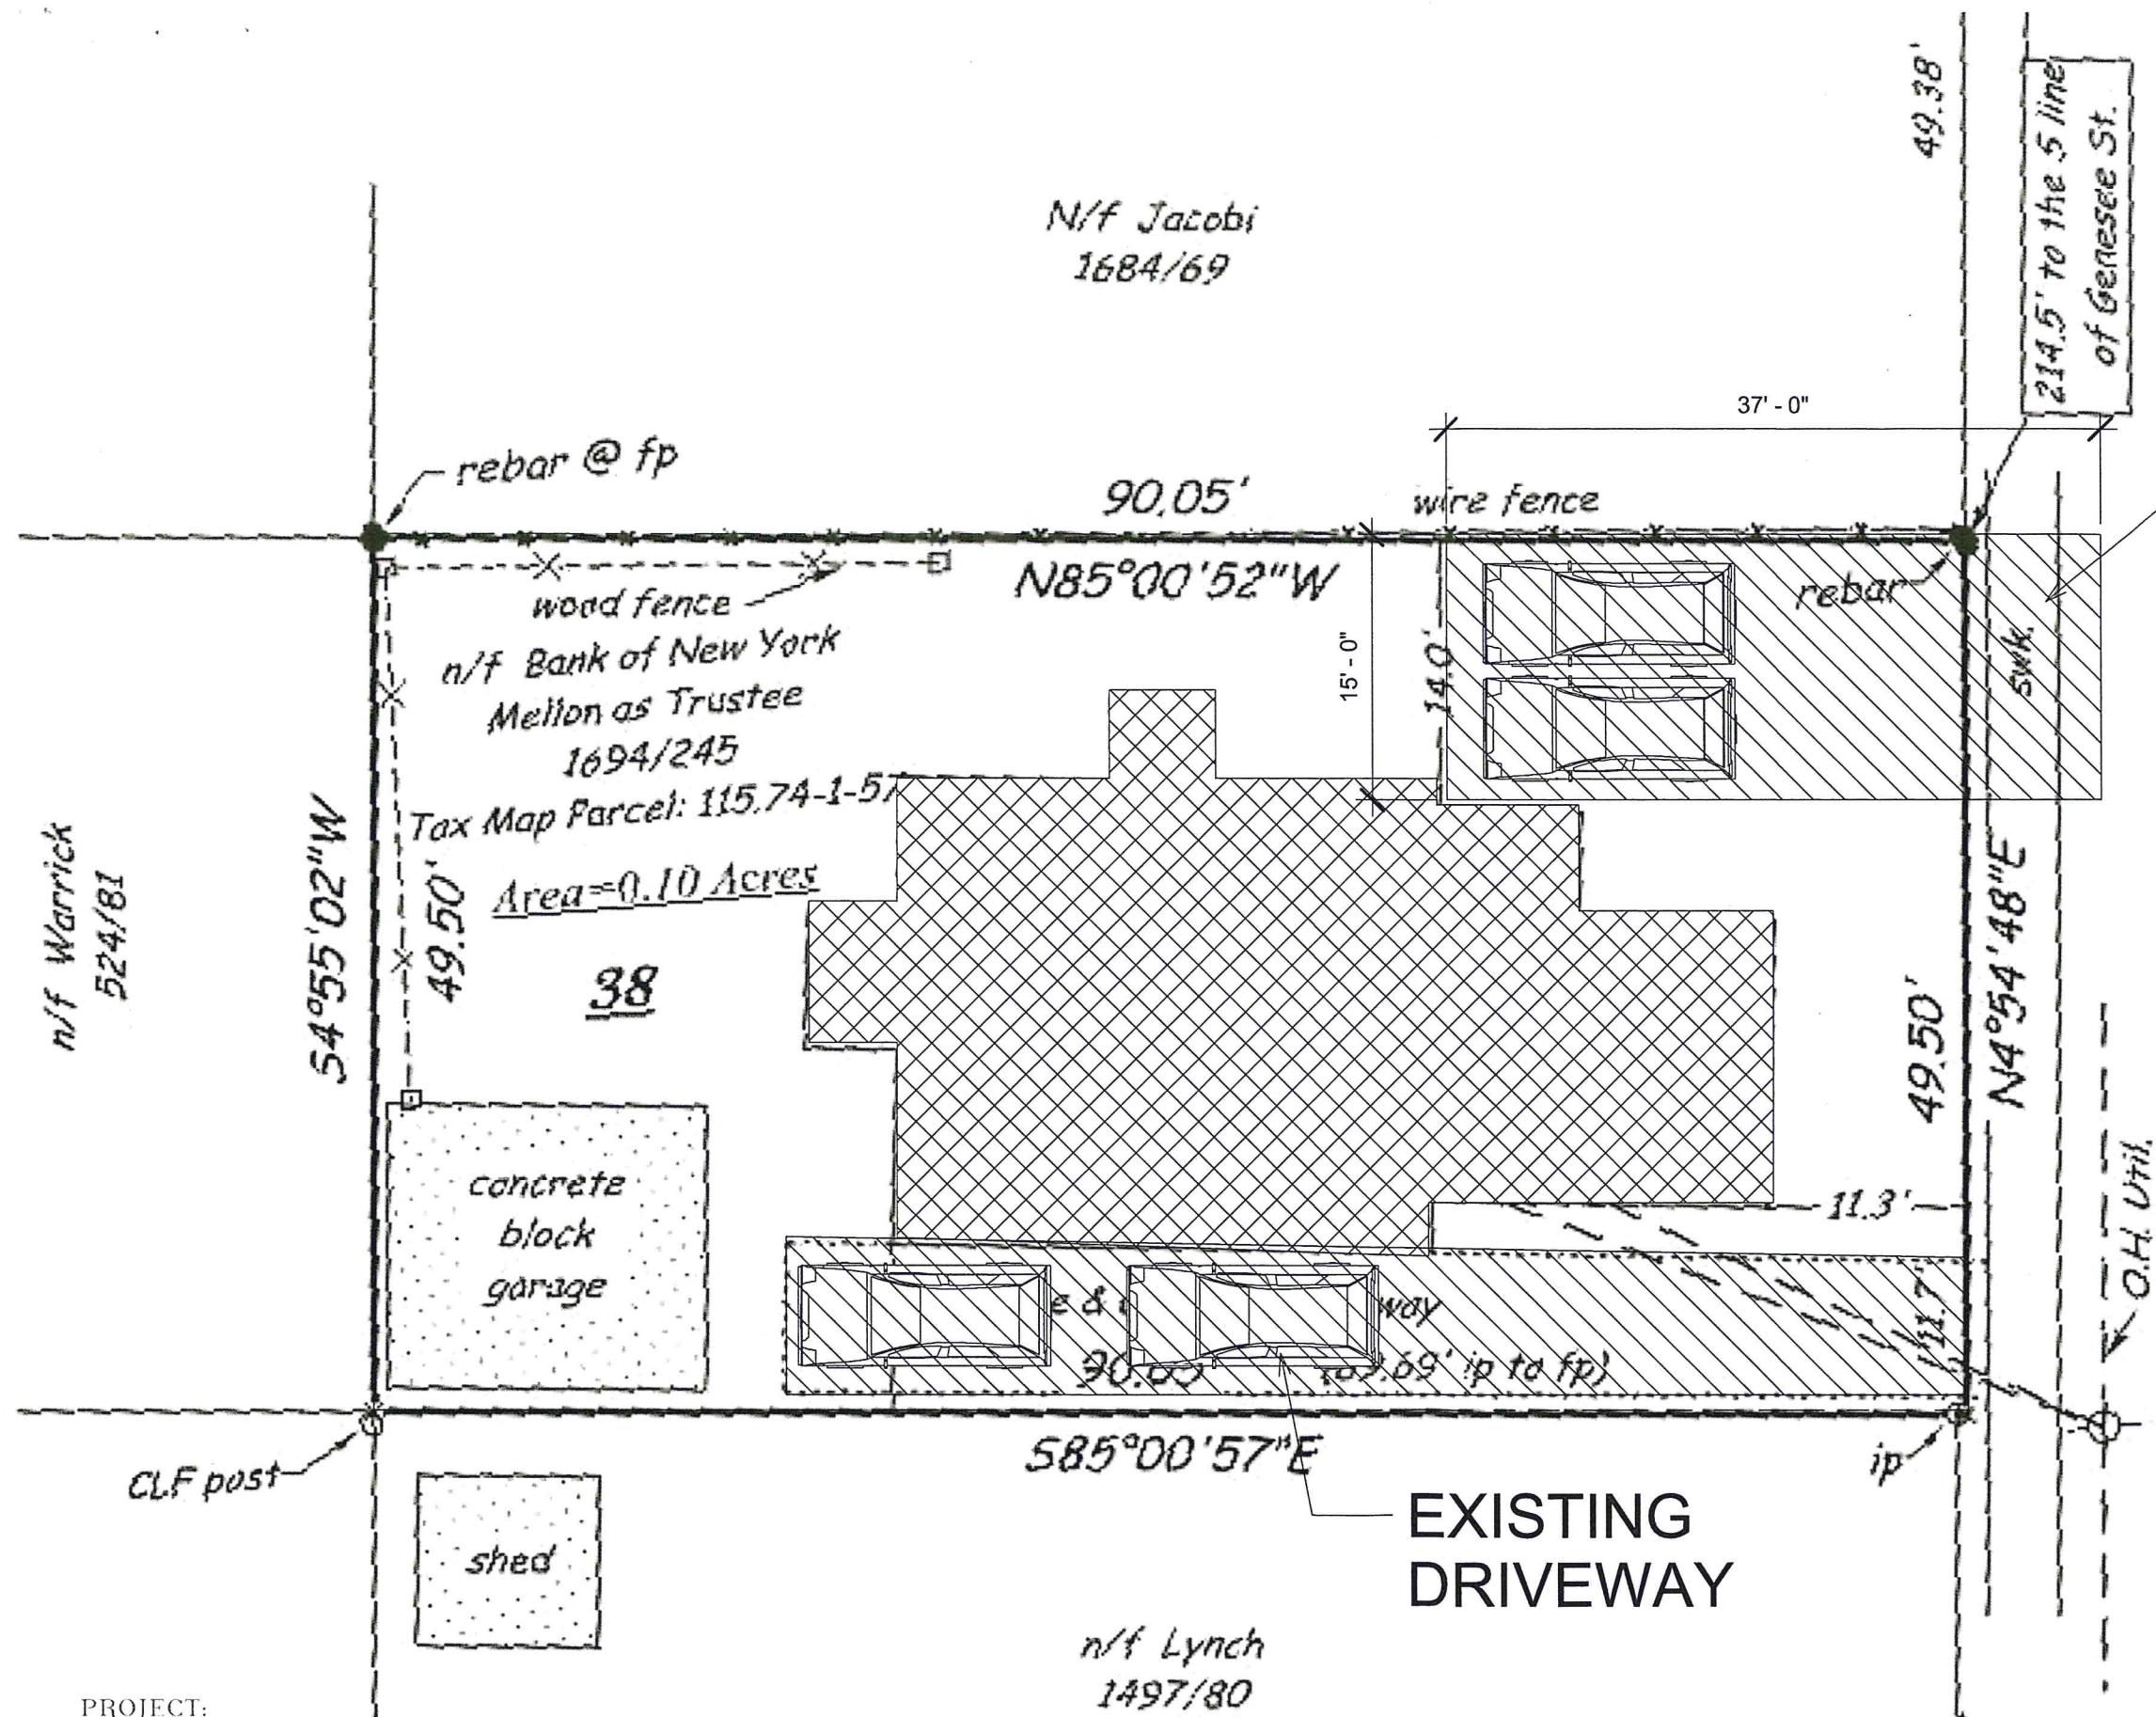 49.38'
214.5' to the S line
of Genesee St.
N/f Jacobi
1684/69
37' - 0"
rebar @ fp
90.05'
wire fence
N85°00'52"W
rebar
wood fence
n/f Bank of New York
Mellon as Trustee
1694/245
Tax Map Parcel: 115.74-1-57
Area=0.10 Acres
15' - 0"
14.0'
swk.
n/f Warrick
524/81
S4°55'02"W
49.50'
38
49.50'
N4°54'48"E
concrete
block
garage
11.3'
11.7'
O.H. Util.
e &
way
ip to fp)
S85°00'57"E
CLF post
ip
EXISTING
DRIVEWAY
shed
n/f Lynch
1497/80
PROJECT: